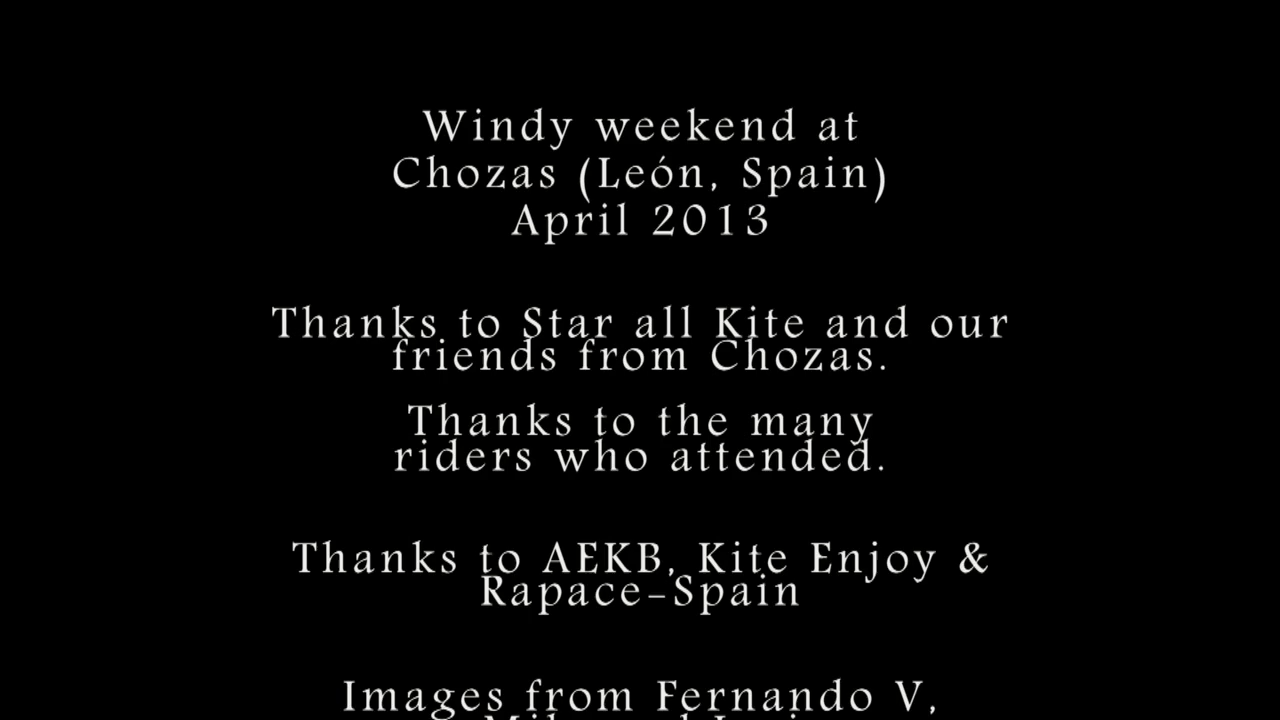 Windy weekend at
Chozas (León, Spain)
April 2013
Thanks to Star all Kite and our
friends from Chozas.
Thanks to the many
riders who attended.
Thanks to AEKB, Kite Enjoy &
Rapace-Spain
Images from Fernando V,